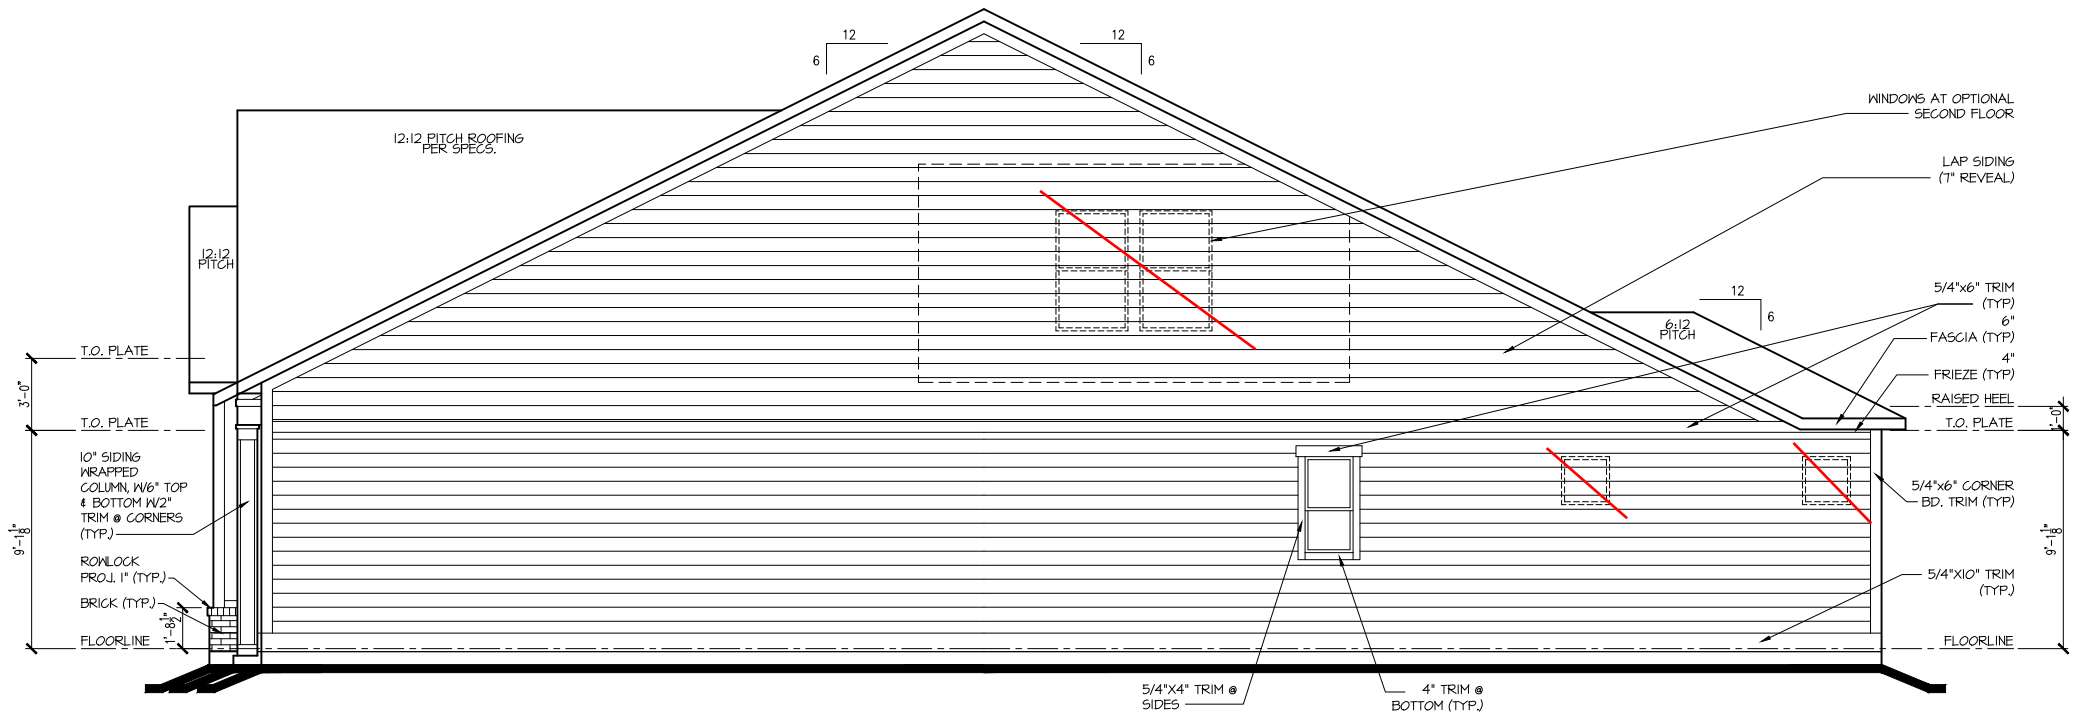 12
6
12
6
12:12 PITCH ROOFING
PER SPECS.
12:12
PITCH
WINDOWS AT OPTIONAL
SECOND FLOOR
LAP SIDING
(7" REVEAL)
5/4"x6" TRIM
(TYP)
12
6
6:12
PITCH
6"
FASCIA (TYP)
4"
FRIEZE (TYP)
RAISED HEEL
1'-0"
T.O. PLATE
T.O. PLATE
3'-0"
T.O. PLATE
10" SIDING
WRAPPED
COLUMN, W/6" TOP
& BOTTOM W/2"
TRIM @ CORNERS
(TYP.)
9'-1 1/8"
ROWLOCK
PROJ. 1" (TYP.)
BRICK (TYP.)
1'-8 1/2"
FLOORLINE
5/4"x6" CORNER
BD. TRIM (TYP)
9'-1 1/8"
5/4"X10" TRIM
(TYP.)
FLOORLINE
5/4"X4" TRIM @
SIDES
4" TRIM @
BOTTOM (TYP.)